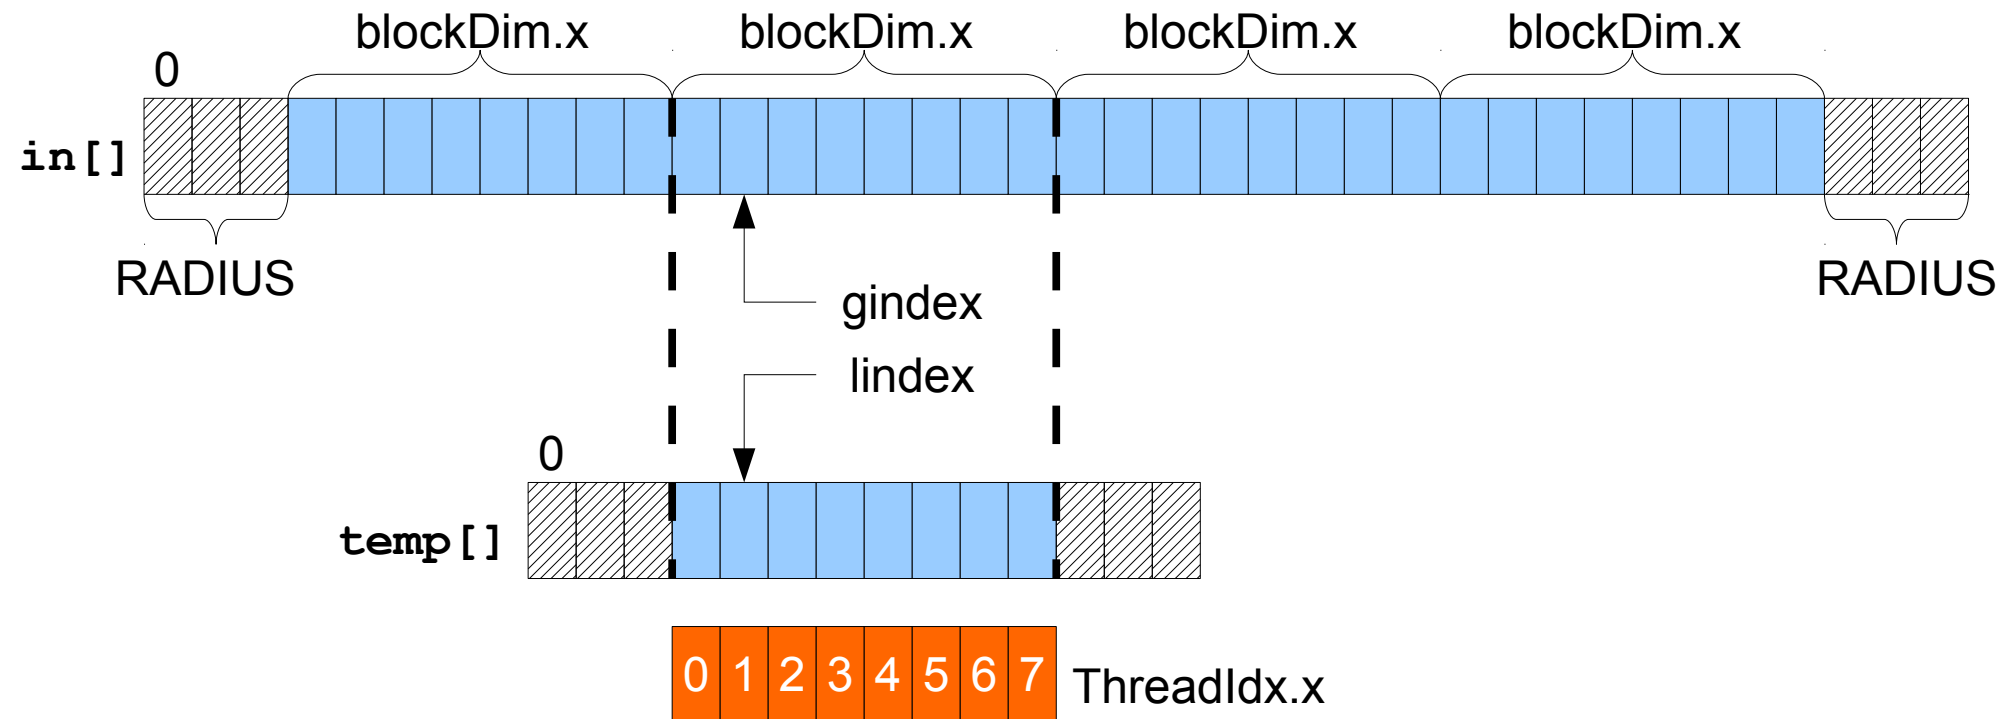 blockDim.x blockDim.x blockDim.x blockDim.x
0
in[]
RADIUS RADIUS
gindex
lindex
0
temp[]
0 1 2 3 4 5 6 7 ThreadIdx.x